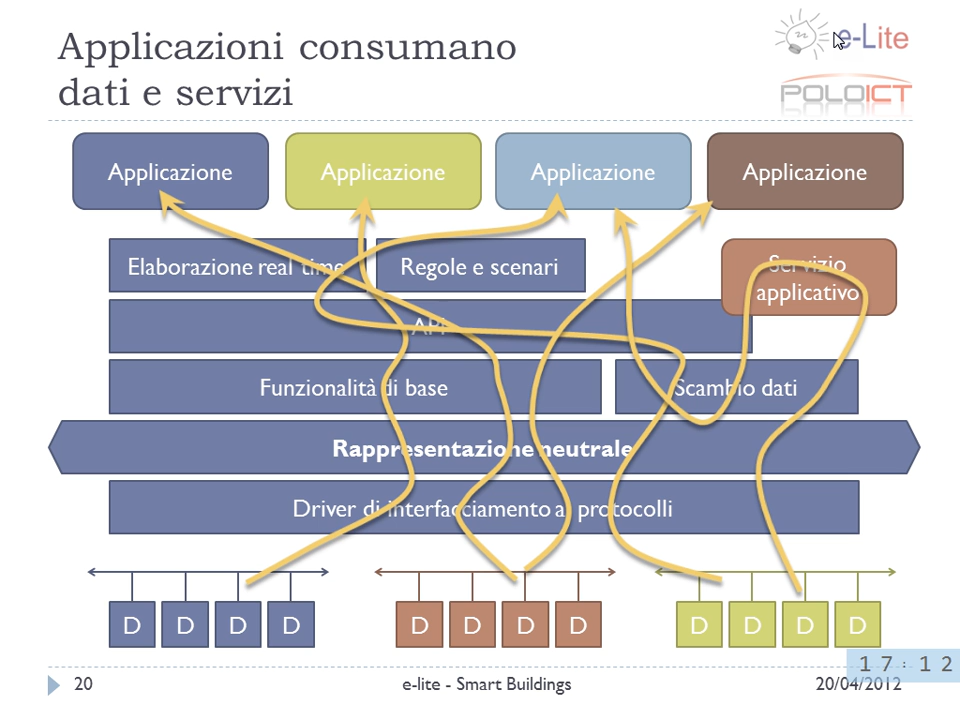 Applicazioni consumano
dati e servizi
e-Lite
POLOICT
Applicazione
Applicazione
Applicazione
Applicazione
Elaborazione real time
Regole e scenari
Servizio
applicativo
API
Funzionalità di base
Scambio dati
Rappresentazione neutrale
Driver di interfacciamento ai protocolli
D D D D D D D D D D D D
17:12
20 e-lite - Smart Buildings 20/04/2012